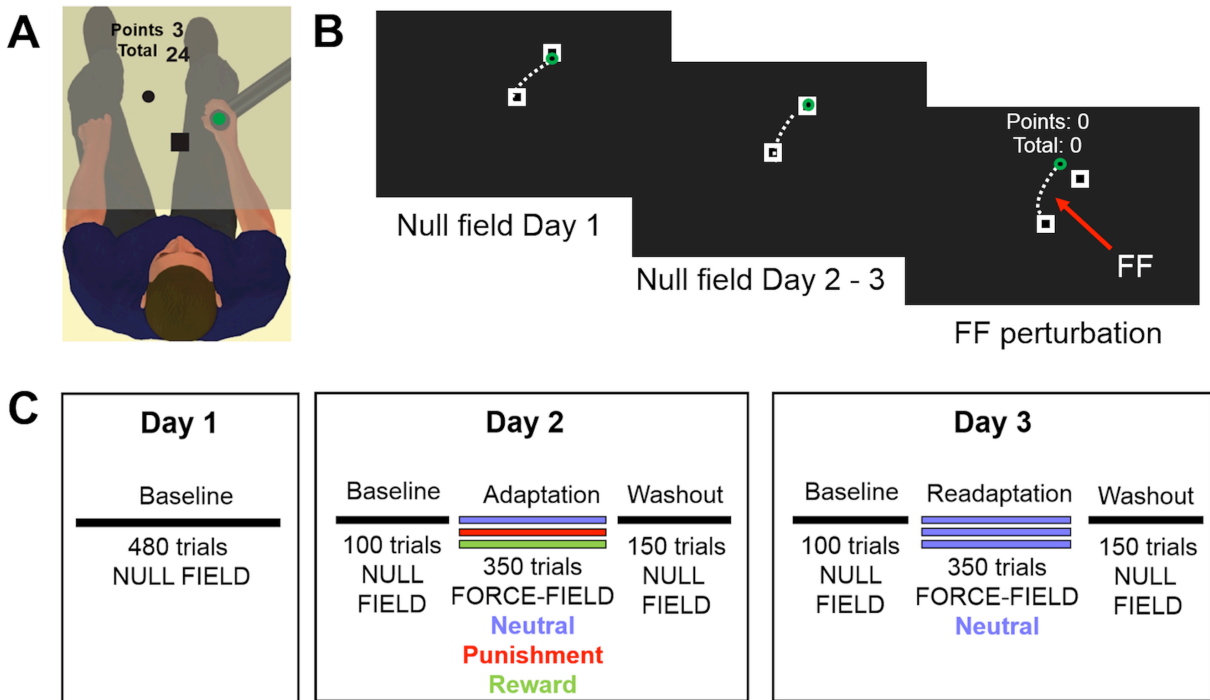 A
Points 3
Total 24
B
Null field Day 1
Null field Day 2 - 3
Points: 0
Total: 0
FF
FF perturbation
C
Day 1
Baseline
480 trials
NULL FIELD
Day 2
Baseline
100 trials
NULL
FIELD
Adaptation
350 trials
FORCE-FIELD
Neutral
Punishment
Reward
Washout
150 trials
NULL
FIELD
Day 3
Baseline
100 trials
NULL
FIELD
Readaptation
350 trials
FORCE-FIELD
Neutral
Washout
150 trials
NULL
FIELD